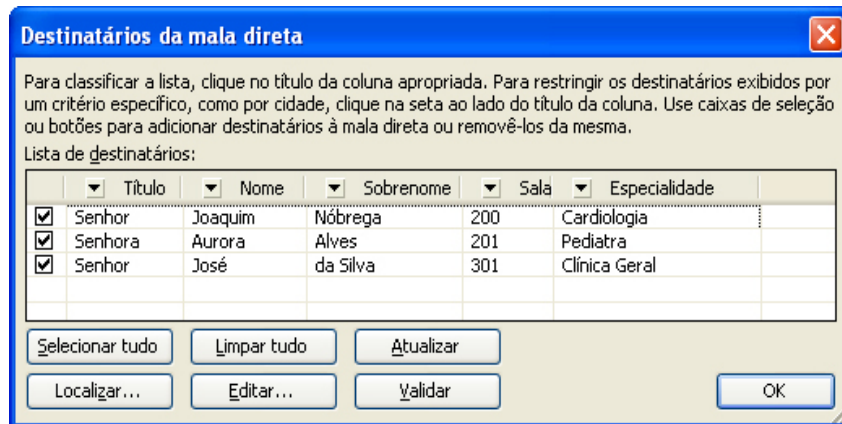 Destinatários da mala direta
Para classificar a lista, clique no título da coluna apropriada. Para restringir os destinatários exibidos por
um critério específico, como por cidade, clique na seta ao lado do título da coluna. Use caixas de seleção
ou botões para adicionar destinatários à mala direta ou removê-los da mesma.
Lista de destinatários:
Título Nome Sobrenome Sala Especialidade
Senhor Joaquim Nóbrega 200 Cardiologia
Senhora Aurora Alves 201 Pediatra
Senhor José da Silva 301 Clínica Geral
Selecionar tudo Limpar tudo Atualizar
Localizar... Editar... Validar OK